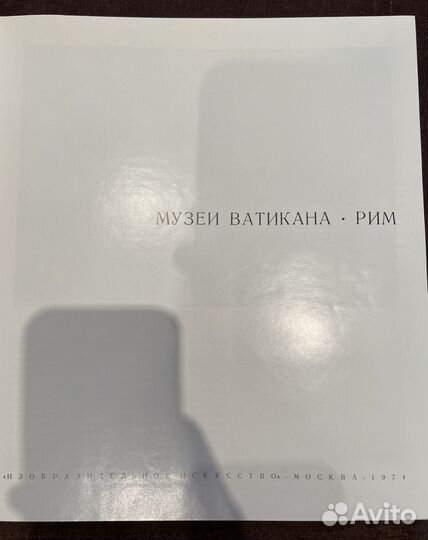 МУЗЕИ ВАТИКАНА · РИМ
«ИЗОБРАЗИТЕЛЬНОЕ ИСКУССТВО» · МОСКВА · 1974
Avito